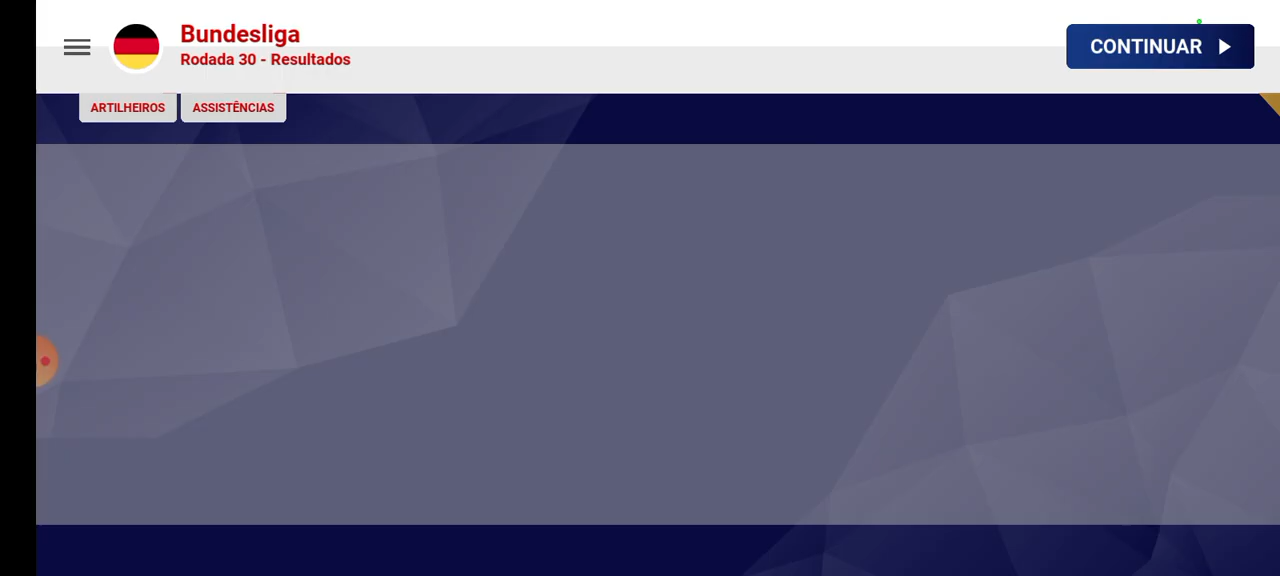 Bundesliga
Rodada 30 - Resultados
CONTINUAR
ARTILHEIROS
ASSISTÊNCIAS